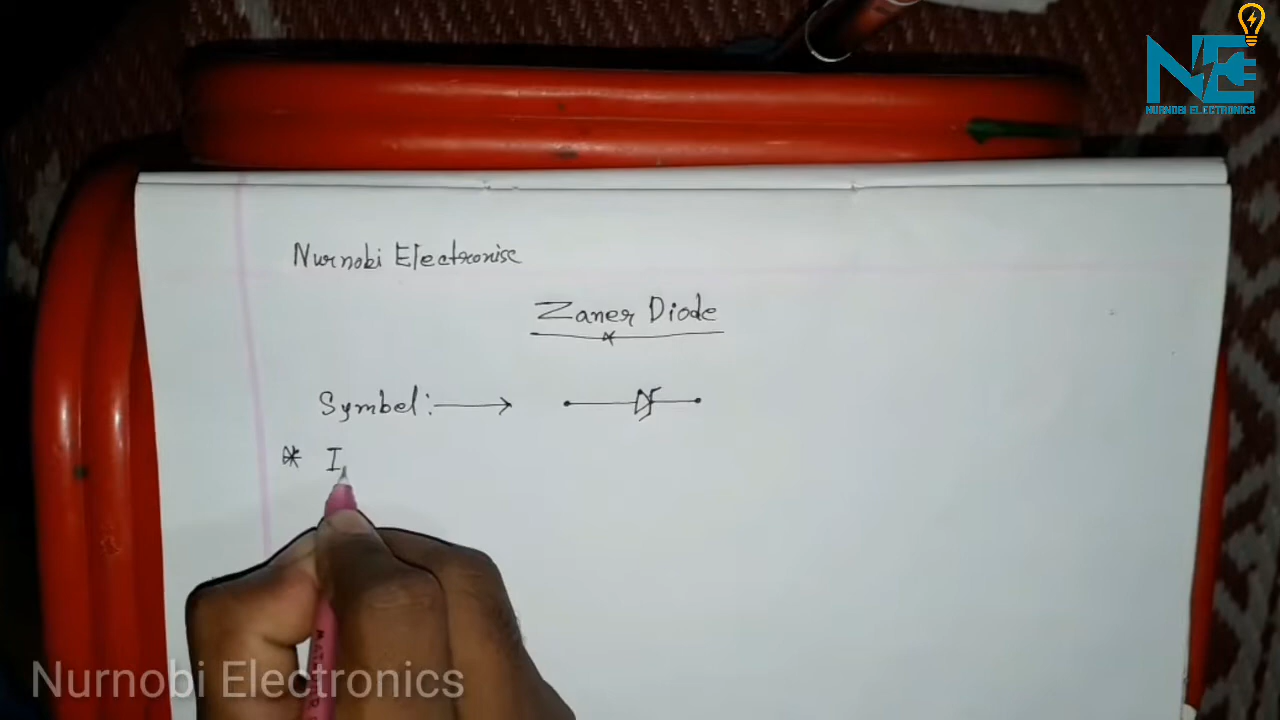 NE
NURNOBI ELECTRONICS
Nurnobi Electronise
Zaner Diode
Symbel:
* I
Nurnobi Electronics